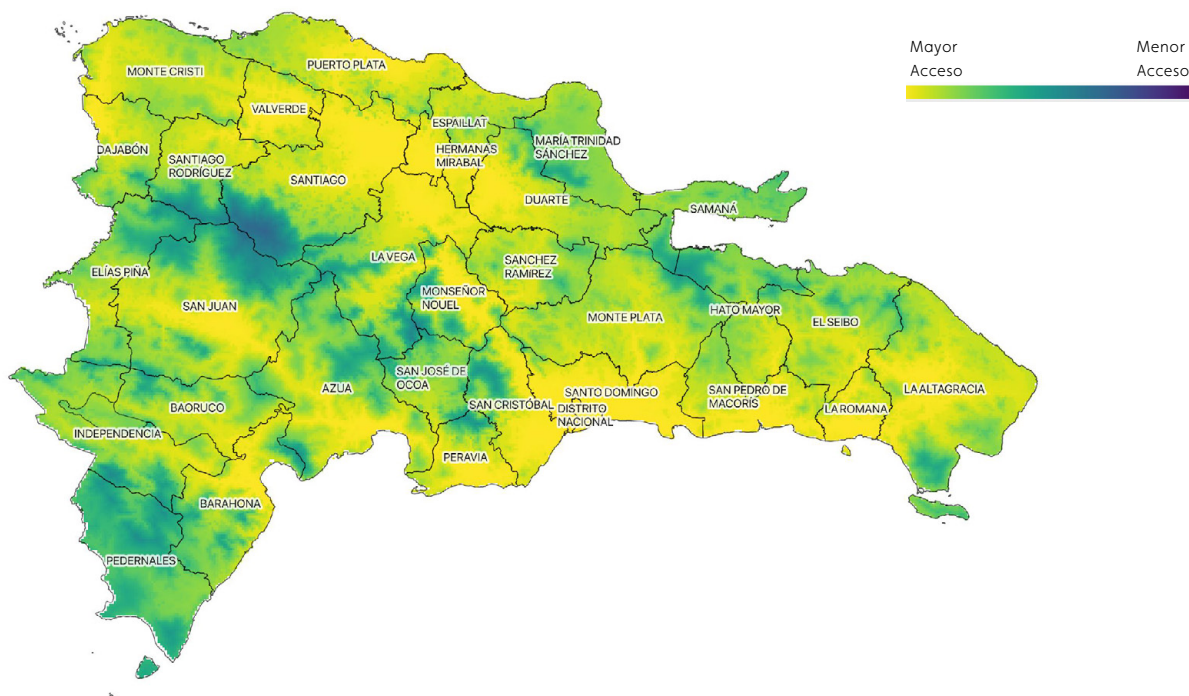 Mayor
Acceso
Menor
Acceso
MONTE CRISTI
PUERTO PLATA
VALVERDE
ESPAILLAT
DAJABÓN
SANTIAGO
RODRÍGUEZ
SANTIAGO
HERMANAS
MIRABAL
MARÍA TRINIDAD
SÁNCHEZ
DUARTE
SAMANÁ
ELÍAS PIÑA
LA VEGA
SANCHEZ
RAMÍREZ
SAN JUAN
MONSEÑOR
NOUEL
MONTE PLATA
HATO MAYOR
EL SEIBO
AZUA
SAN JOSÉ DE
OCOA
BAORUCO
SAN CRISTÓBAL
SANTO DOMINGO
DISTRITO
NACIONAL
SAN PEDRO DE
MACORÍS
LA ROMANA
LA ALTAGRACIA
INDEPENDENCIA
PERAVIA
BARAHONA
PEDERNALES